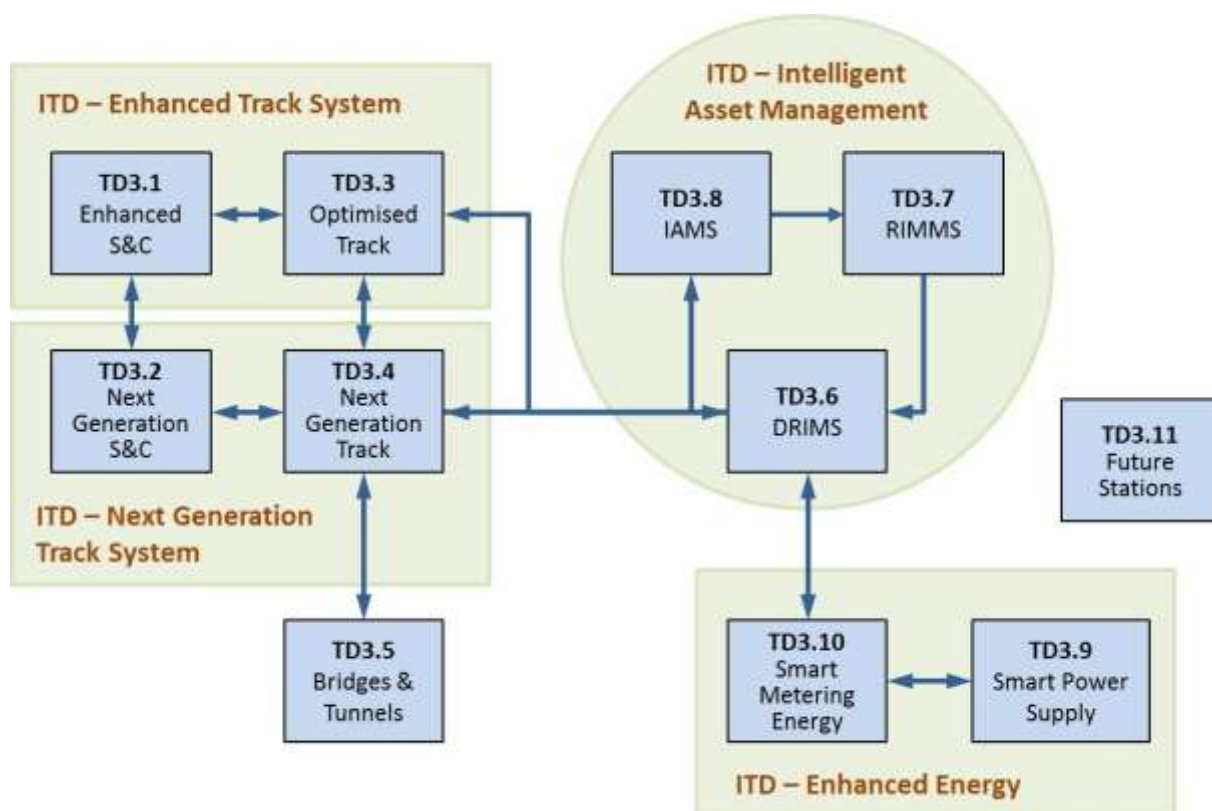 ITD – Enhanced Track System
TD3.1
Enhanced
S&C
TD3.3
Optimised
Track
TD3.2
Next
Generation
S&C
TD3.4
Next
Generation
Track
ITD – Next Generation
Track System
TD3.5
Bridges &
Tunnels
ITD – Intelligent
Asset Management
TD3.8
IAMS
TD3.7
RIMMS
TD3.6
DRIMS
TD3.11
Future
Stations
TD3.10
Smart
Metering
Energy
TD3.9
Smart Power
Supply
ITD – Enhanced Energy